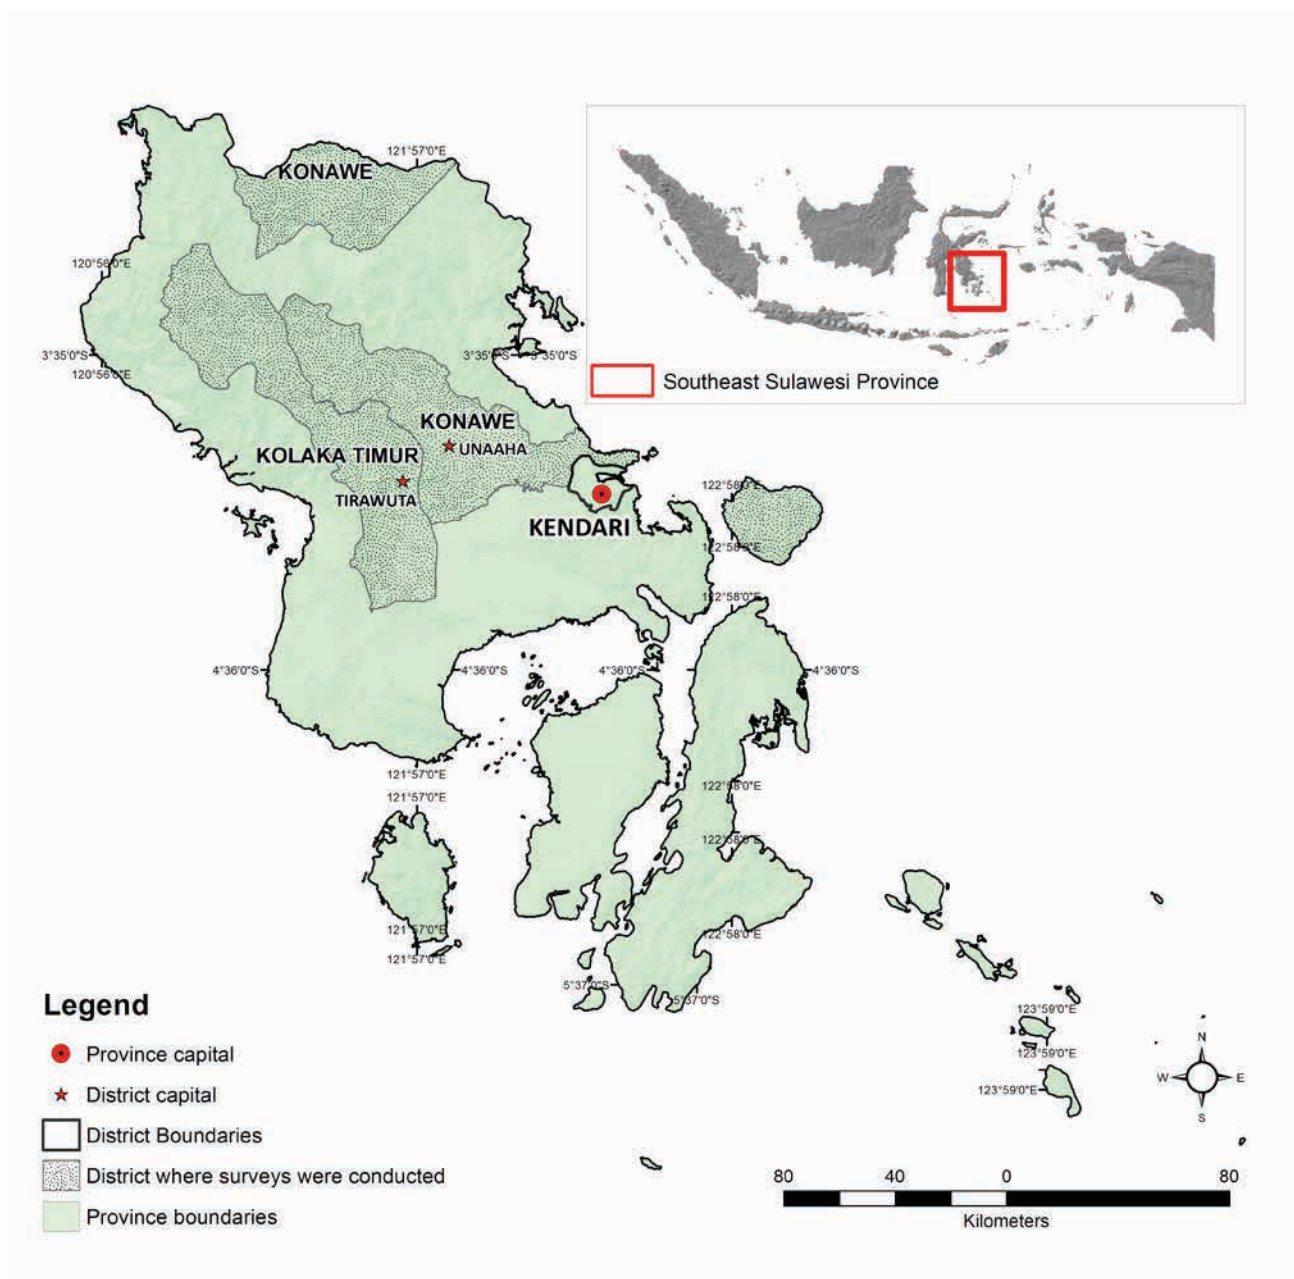 KONAWE
121°57'0"E
120°56'0"E
3°35'0"S
120°56'0"E
3°35'0"S
3°35'0"S
Southeast Sulawesi Province
KONAWE
UNAAHA
KOLAKA TIMUR
TIRAWUTA
KENDARI
122°58'0"E
122°58'0"E
122°58'0"E
4°36'0"S
4°36'0"S
4°36'0"S
4°36'0"S
121°57'0"E
121°57'0"E
122°58'0"E
122°58'0"E
121°57'0"E
122°58'0"E
121°57'0"E
5°37'0"S
5°37'0"S
123°59'0"E
123°59'0"E
123°59'0"E
N
W
E
S
Legend
Province capital
District capital
District Boundaries
District where surveys were conducted
Province boundaries
80 40 0 80
Kilometers